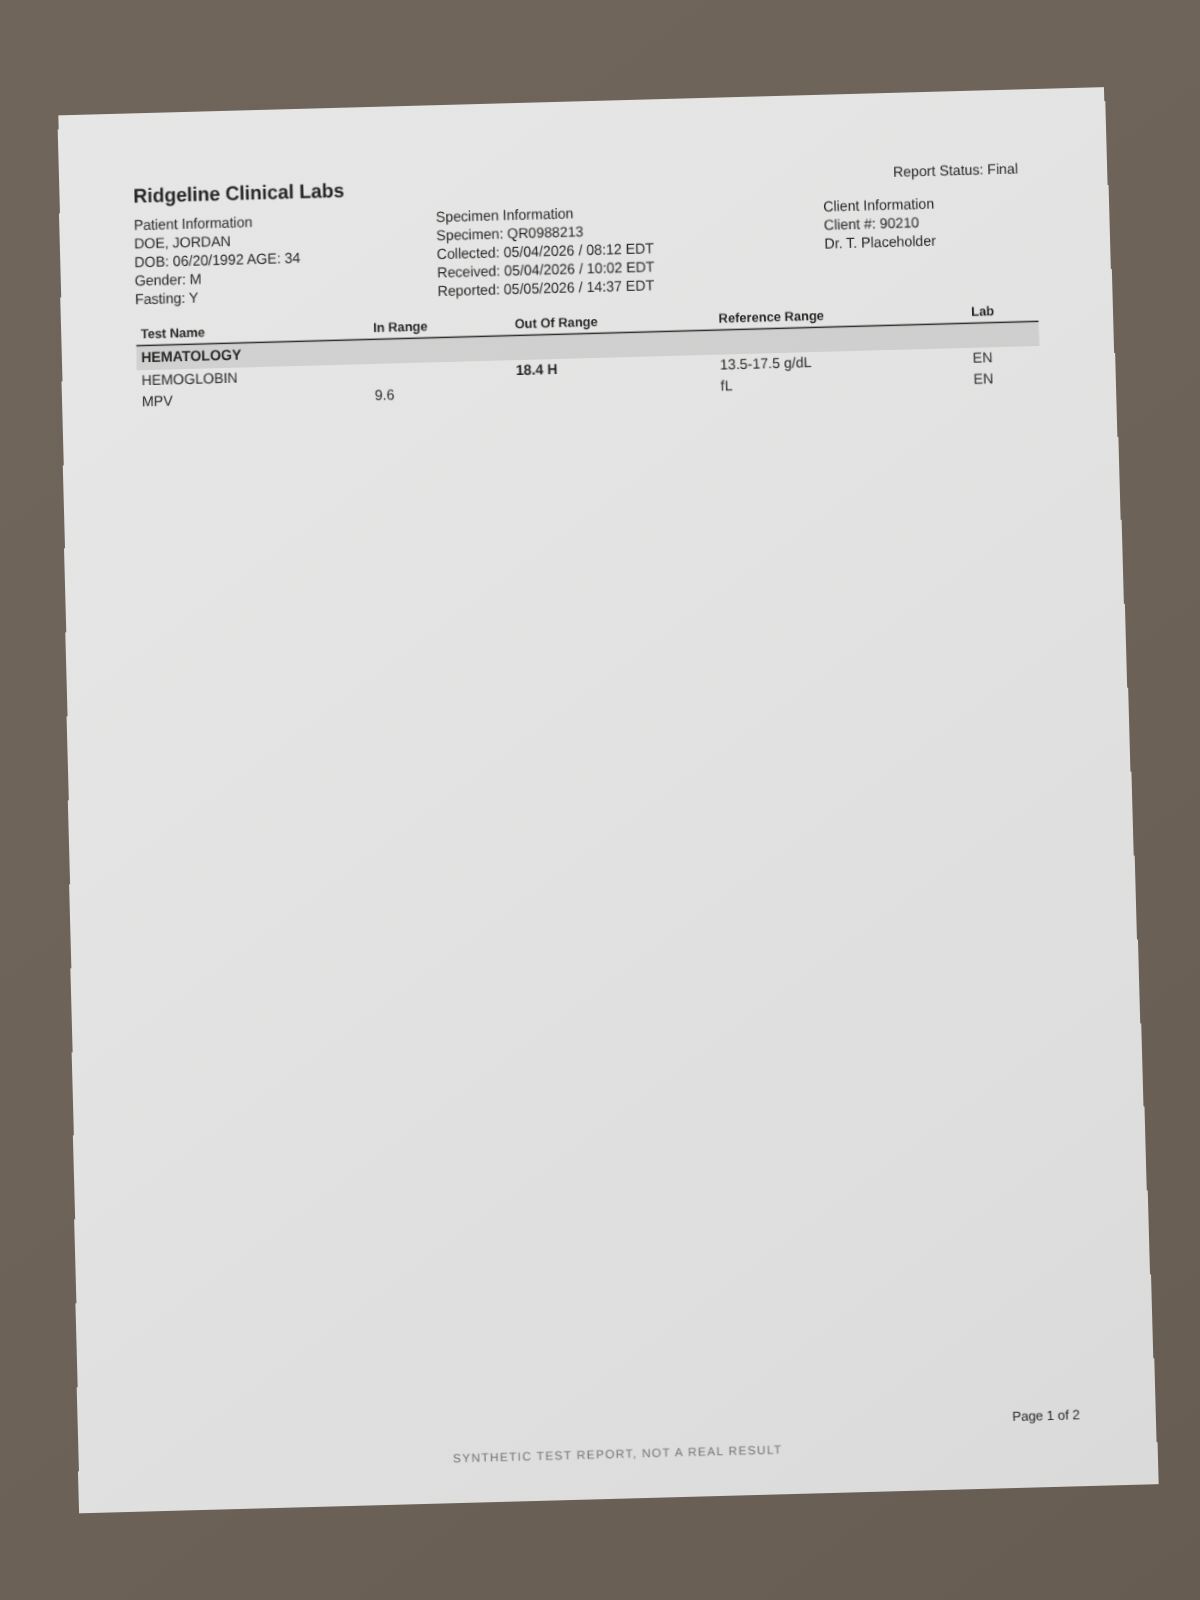 Report Status: Final
Ridgeline Clinical Labs
Patient Information
DOE, JORDAN
DOB: 06/20/1992 AGE: 34
Gender: M
Fasting: Y
Specimen Information
Specimen: QR0988213
Collected: 05/04/2026 / 08:12 EDT
Received: 05/04/2026 / 10:02 EDT
Reported: 05/05/2026 / 14:37 EDT
Client Information
Client #: 90210
Dr. T. Placeholder
Test Name In Range Out Of Range Reference Range Lab
HEMATOLOGY
HEMOGLOBIN 18.4 H 13.5-17.5 g/dL EN
MPV 9.6 fL EN
Page 1 of 2
SYNTHETIC TEST REPORT, NOT A REAL RESULT